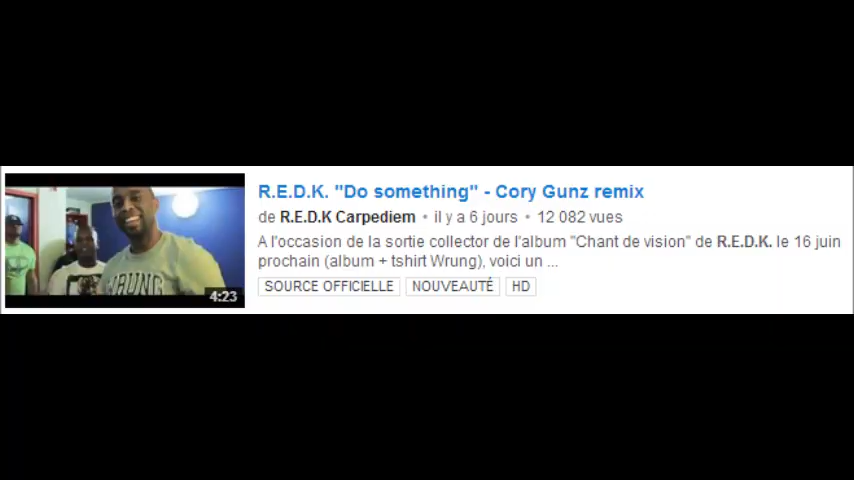 R.E.D.K. "Do something" - Cory Gunz remix
de R.E.D.K Carpediem • il y a 6 jours • 12 082 vues
A l'occasion de la sortie collector de l'album "Chant de vision" de R.E.D.K. le 16 juin
prochain (album + tshirt Wrung), voici un ...
SOURCE OFFICIELLE NOUVEAUTÉ HD
WRUNG
4:23